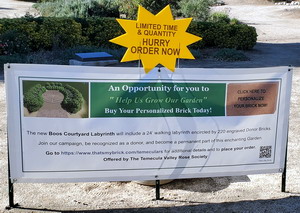 LIMITED TIME
& QUANTITY
HURRY
ORDER NOW
An Opportunity for you to
"Help Us Grow Our Garden"
Buy Your Personalized Brick Today!
CLICK HERE TO
PERSONALIZE
YOUR BRICK NOW!
The new Boos Courtyard Labyrinth will include a 24' working labyrinth accented by 220 engraved Donor Bricks.
Join our campaign, be recognized as a donor, and become a permanent part of this enchanting Garden.
Go to https://www.thatsmybrick.com/temeculars for additional details and to place your order.
Offered by The Temecula Valley Rose Society